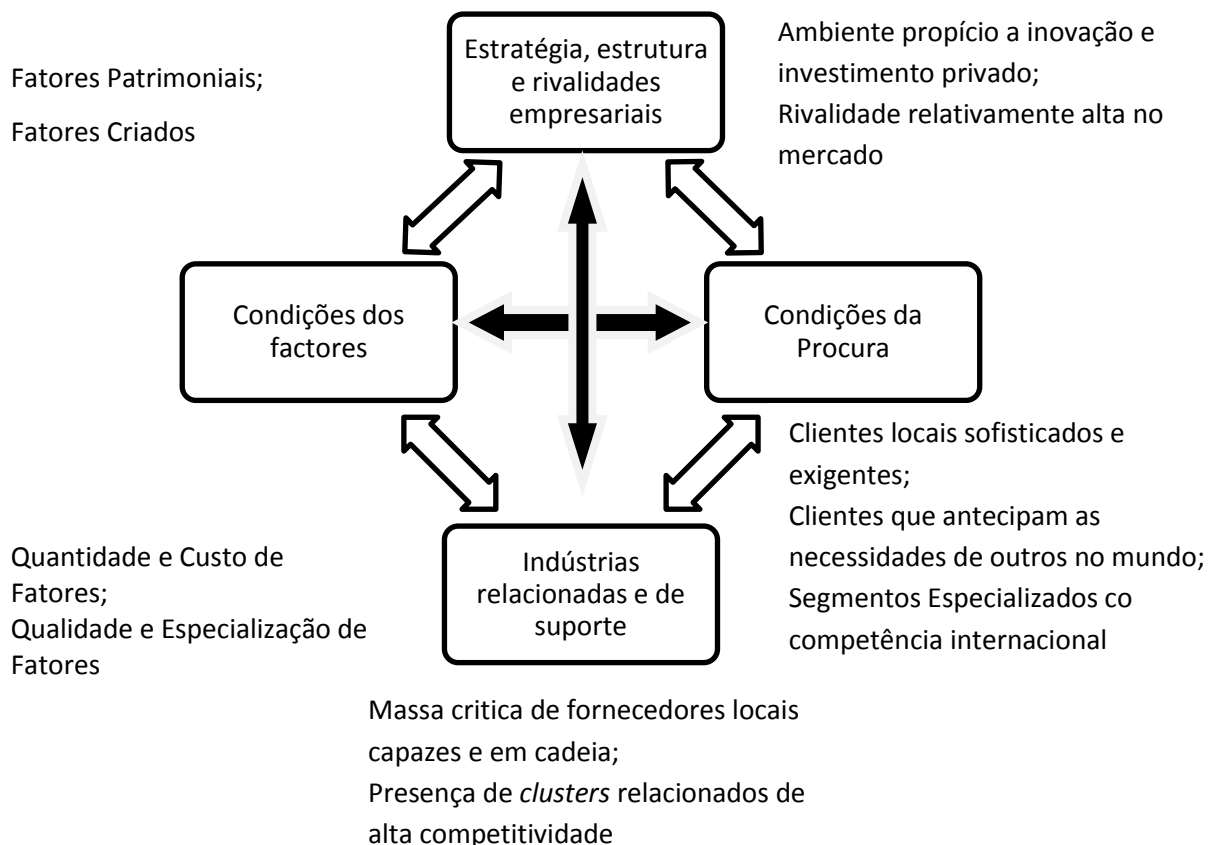 Estratégia, estrutura
e rivalidades
empresariais
Ambiente propício a inovação e
investimento privado;
Rivalidade relativamente alta no
mercado
Fatores Patrimoniais;
Fatores Criados
Condições dos
factores
Condições da
Procura
Clientes locais sofisticados e
exigentes;
Clientes que antecipam as
necessidades de outros no mundo;
Segmentos Especializados co
competência internacional
Quantidade e Custo de
Fatores;
Qualidade e Especialização de
Fatores
Indústrias
relacionadas e de
suporte
Massa critica de fornecedores locais
capazes e em cadeia;
Presença de clusters relacionados de
alta competitividade